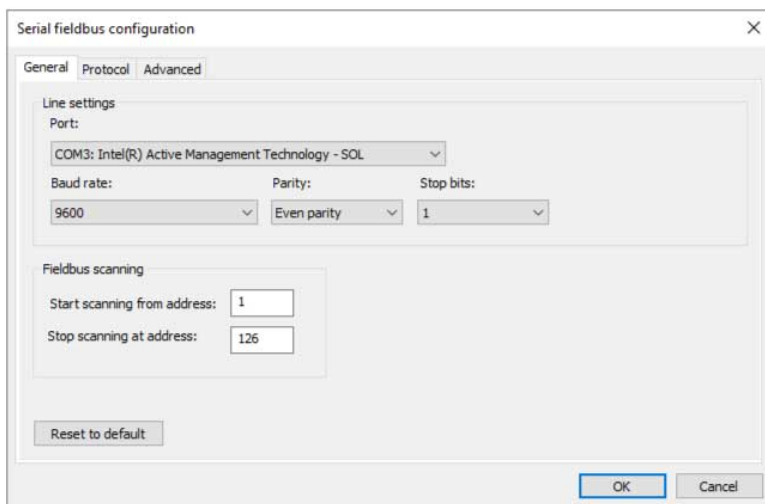 Serial fieldbus configuration
General Protocol Advanced
Line settings
Port:
COM3: Intel(R) Active Management Technology - SOL
Baud rate: Parity: Stop bits:
9600 Even parity 1
Fieldbus scanning
Start scanning from address: 1
Stop scanning at address: 126
Reset to default
OK Cancel